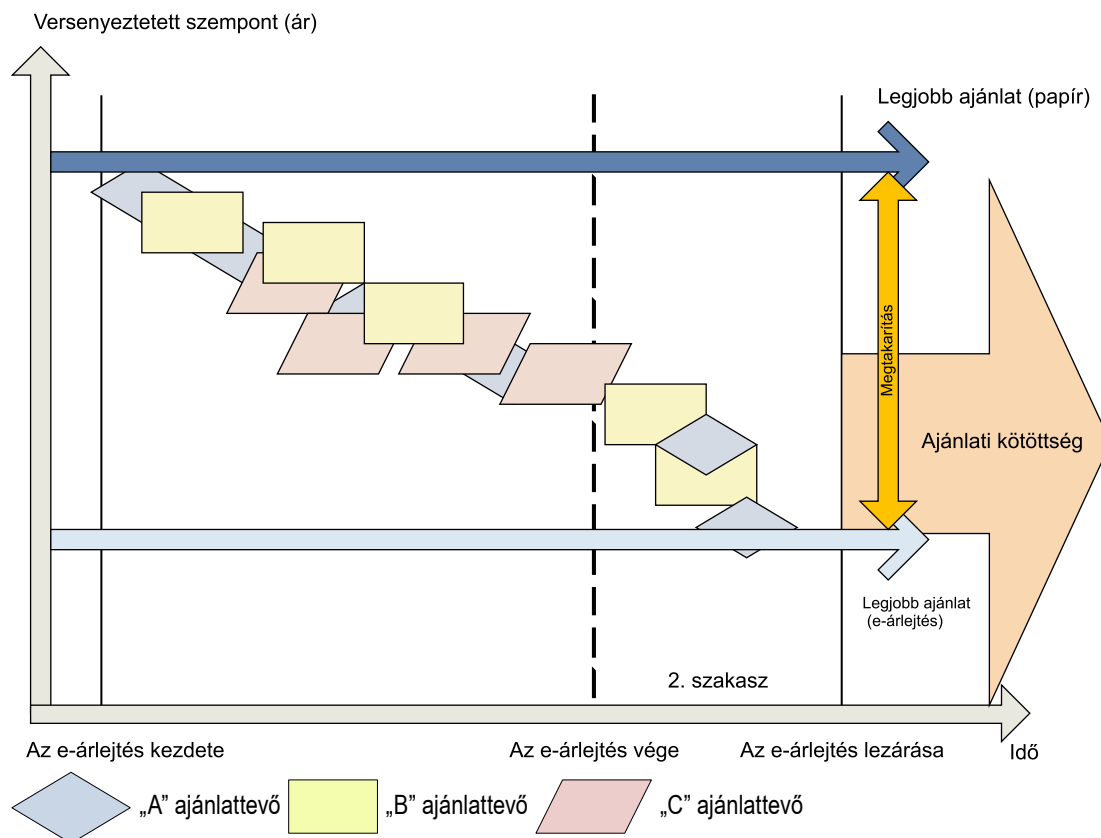 Versenyeztetett szempont (ár)
Legjobb ajánlat (papír)
Megtakarítás
Ajánlati kötöttség
Legjobb ajánlat
(e-árlejtés)
2. szakasz
Az e-árlejtés kezdete
Az e-árlejtés vége
Az e-árlejtés lezárása
Idő
„A” ajánlattevő
„B” ajánlattevő
„C” ajánlattevő